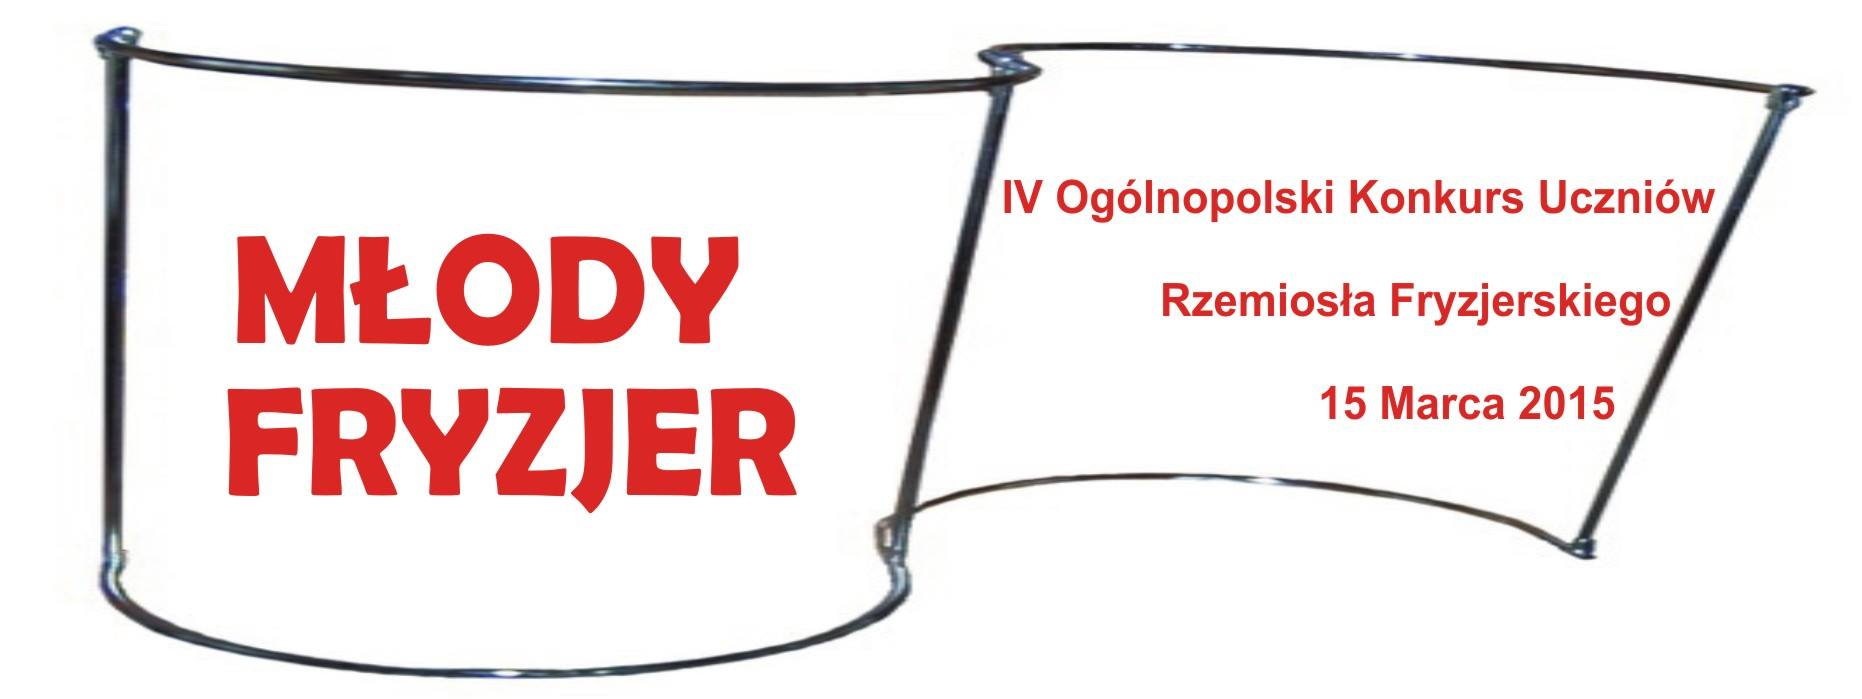 MŁODY
FRYZJER
IV Ogólnopolski Konkurs Uczniów
Rzemiosła Fryzjerskiego
15 Marca 2015